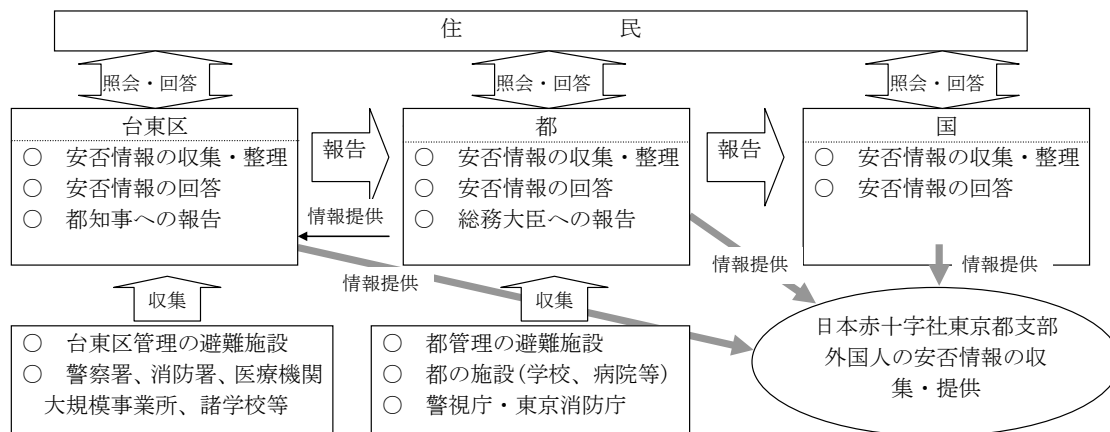 住　　　　　民
照会・回答
照会・回答
照会・回答
台東区
○　安否情報の収集・整理
○　安否情報の回答
○　都知事への報告
報告
都
○　安否情報の収集・整理
○　安否情報の回答
○　総務大臣への報告
報告
国
○　安否情報の収集・整理
○　安否情報の回答
情報提供
情報提供
情報提供
情報提供
収集
収集
○　台東区管理の避難施設
○　警察署、消防署、医療機関
大規模事業所、諸学校等
○　都管理の避難施設
○　都の施設（学校、病院等）
○　警視庁・東京消防庁
日本赤十字社東京都支部
外国人の安否情報の収
集・提供